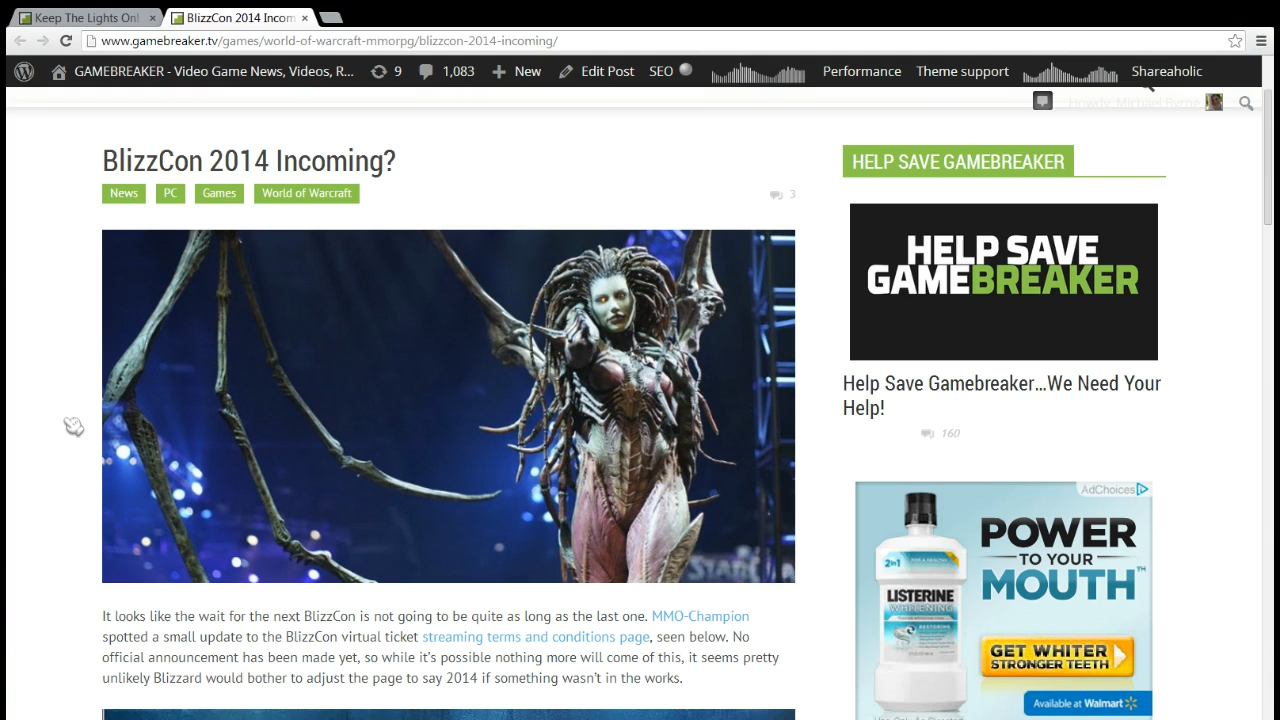 Keep The Lights On!
BlizzCon 2014 Incom
www.gamebreaker.tv/games/world-of-warcraft-mmorpg/blizzcon-2014-incoming/
GAMEBREAKER - Video Game News, Videos, R... 9 1,083 New Edit Post SEO Performance Theme support Shareaholic
Howdy, Michael Byrne
BlizzCon 2014 Incoming?
News PC Games World of Warcraft
3
It looks like the wait for the next BlizzCon is not going to be quite as long as the last one. MMO-Champion
spotted a small update to the BlizzCon virtual ticket streaming terms and conditions page, seen below. No
official announcement has been made yet, so while it's possible nothing more will come of this, it seems pretty
unlikely Blizzard would bother to adjust the page to say 2014 if something wasn't in the works.
HELP SAVE GAMEBREAKER
HELP SAVE
GAMEBREAKER
Help Save Gamebreaker...We Need Your
Help!
160
AdChoices
POWER
TO YOUR
MOUTH™
2in1
LISTERINE
WHITENING
RESTORING
GET WHITER
STRONGER TEETH
Available at Walmart